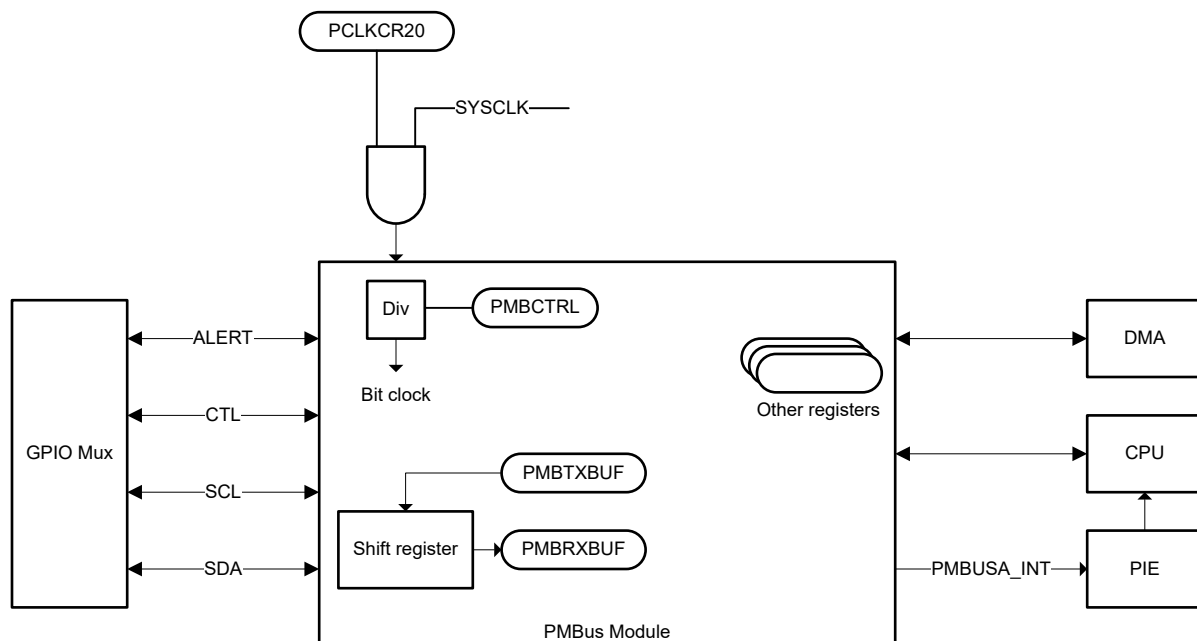 PCLKCR20
SYSCLK
Div
PMBCTRL
ALERT
DMA
Bit clock
Other registers
CTL
GPIO Mux
CPU
PMBTXBUF
SCL
Shift register
PMBRXBUF
SDA
PMBUSA_INT
PIE
PMBus Module